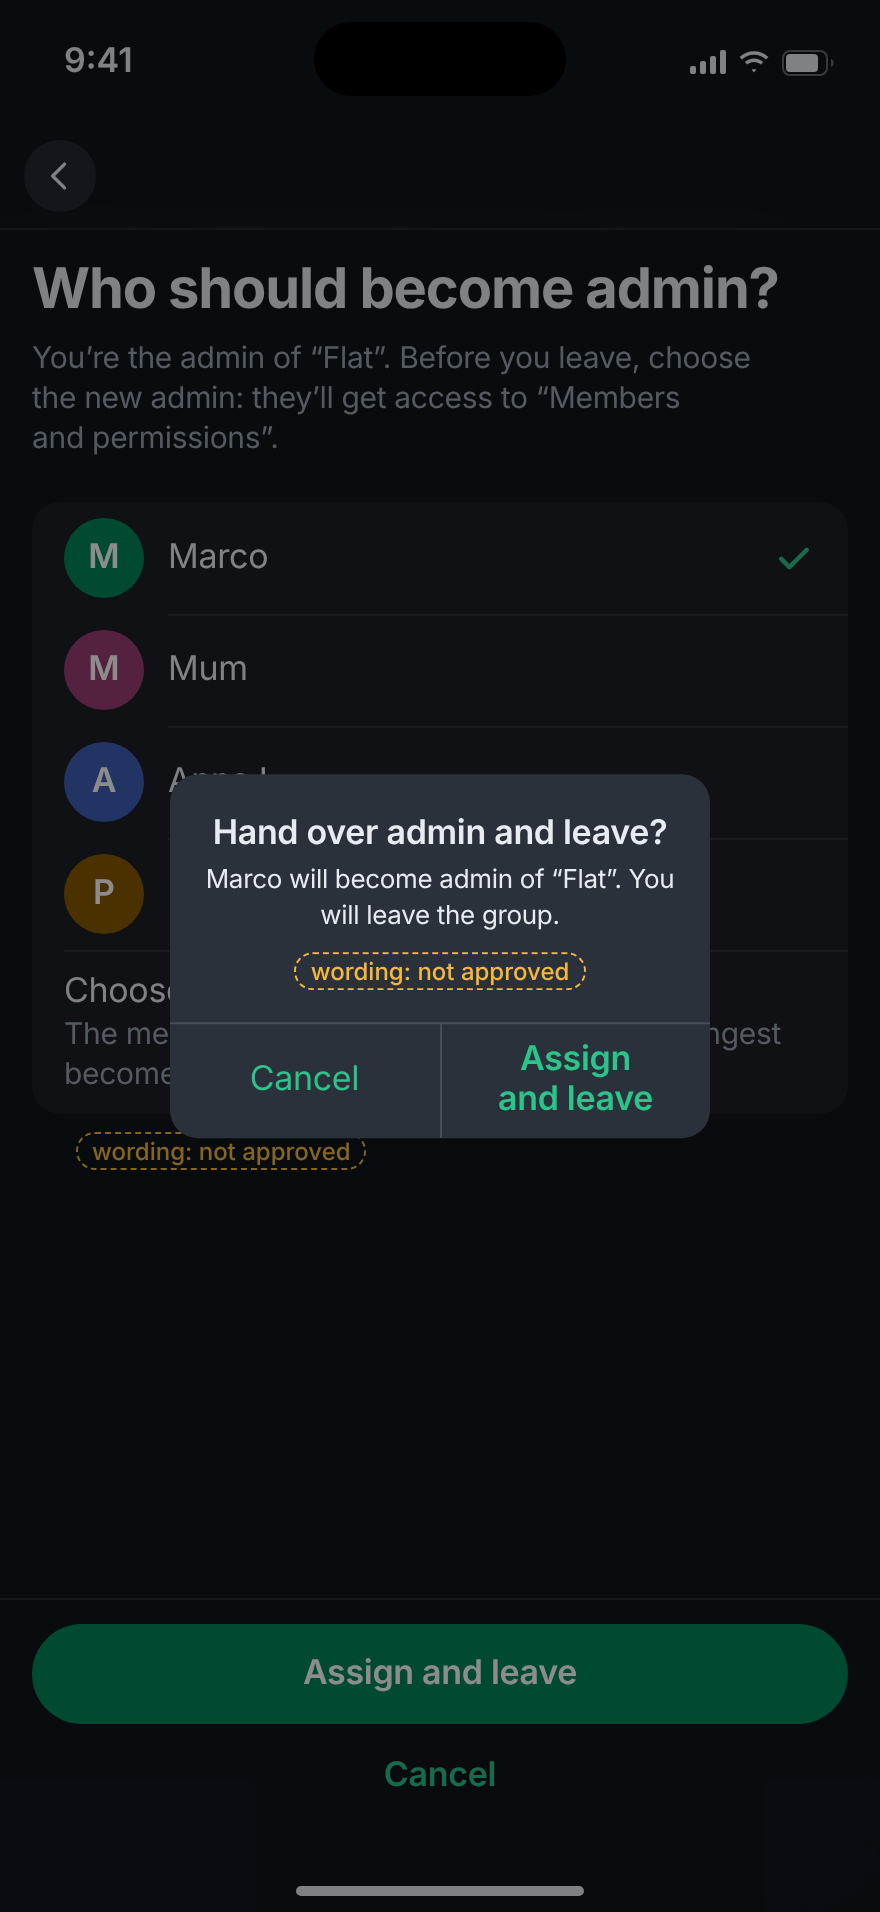 9:41
Who should become admin?
You’re the admin of “Flat”. Before you leave, choose
the new admin: they’ll get access to “Members
and permissions”.
M Marco
M Mum
A
P
Hand over admin and leave?
Marco will become admin of “Flat”. You
will leave the group.
wording: not approved
Cancel
Assign
and leave
The
become
wording: not approved
Assign and leave
Cancel